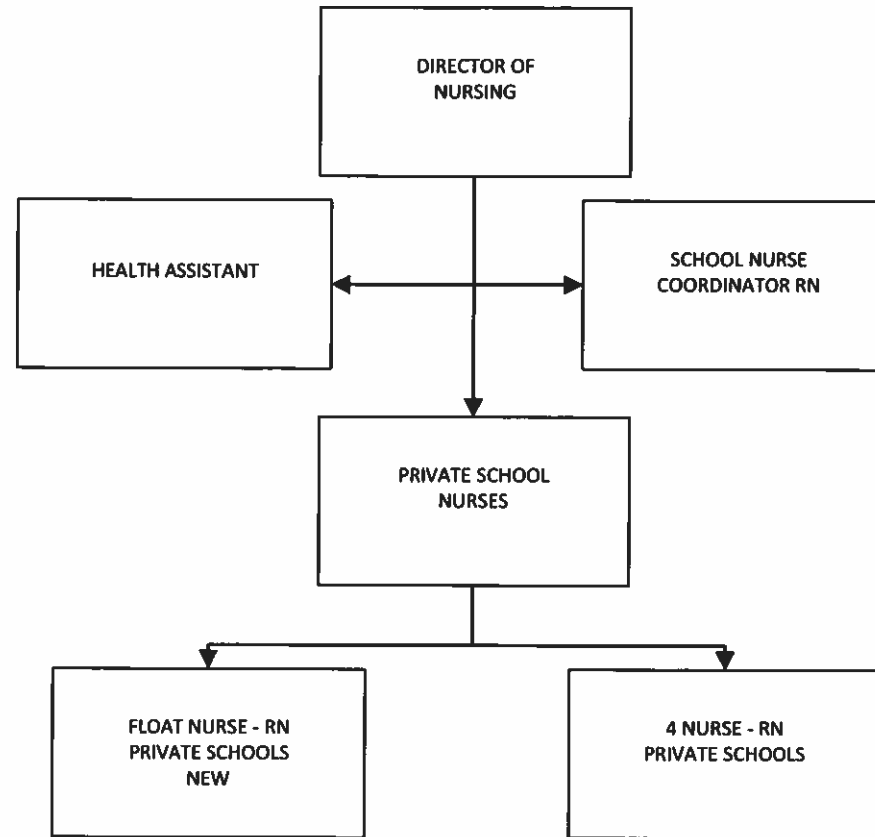 DIRECTOR OF
NURSING
HEALTH ASSISTANT
SCHOOL NURSE
COORDINATOR RN
PRIVATE SCHOOL
NURSES
FLOAT NURSE - RN
PRIVATE SCHOOLS
NEW
4 NURSE - RN
PRIVATE SCHOOLS